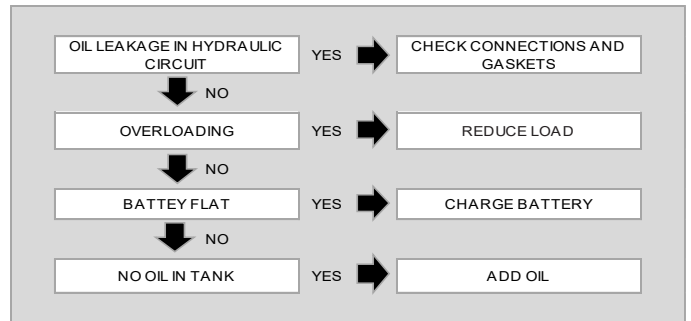 OIL LEAKAGE IN HYDRAULIC
CIRCUIT
YES
CHECK CONNECTIONS AND
GASKETS
NO
OVERLOADING
YES
REDUCE LOAD
NO
BATTEY FLAT
YES
CHARGE BATTERY
NO
NO OIL IN TANK
YES
ADD OIL